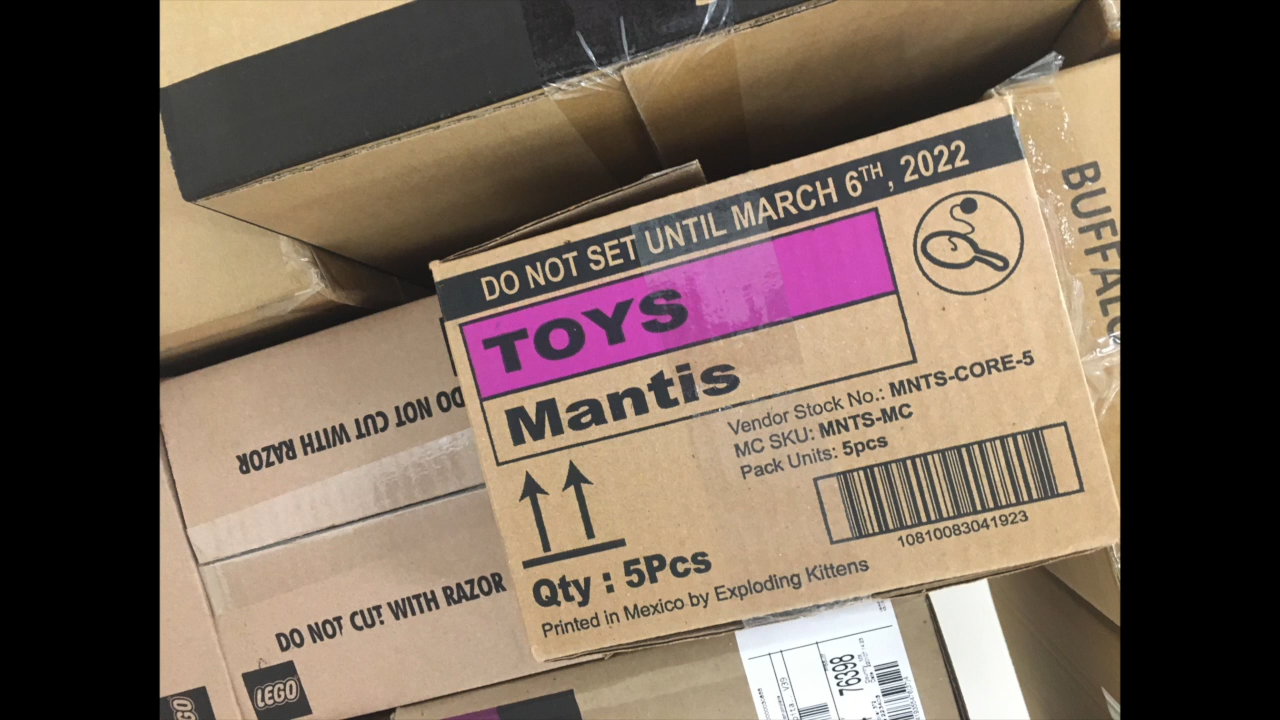 DO NOT SET UNTIL MARCH 6TH, 2022
TOYS
Mantis
Vendor Stock No.: MNTS-CORE-5
MC SKU: MNTS-MC
Pack Units: 5pcs
10810083041923
Qty : 5Pcs
Printed in Mexico by Exploding Kittens
BUFFALO
DO NOT CUT WITH RAZOR
DO NOT CUT WITH RAZOR
LEGO
76398